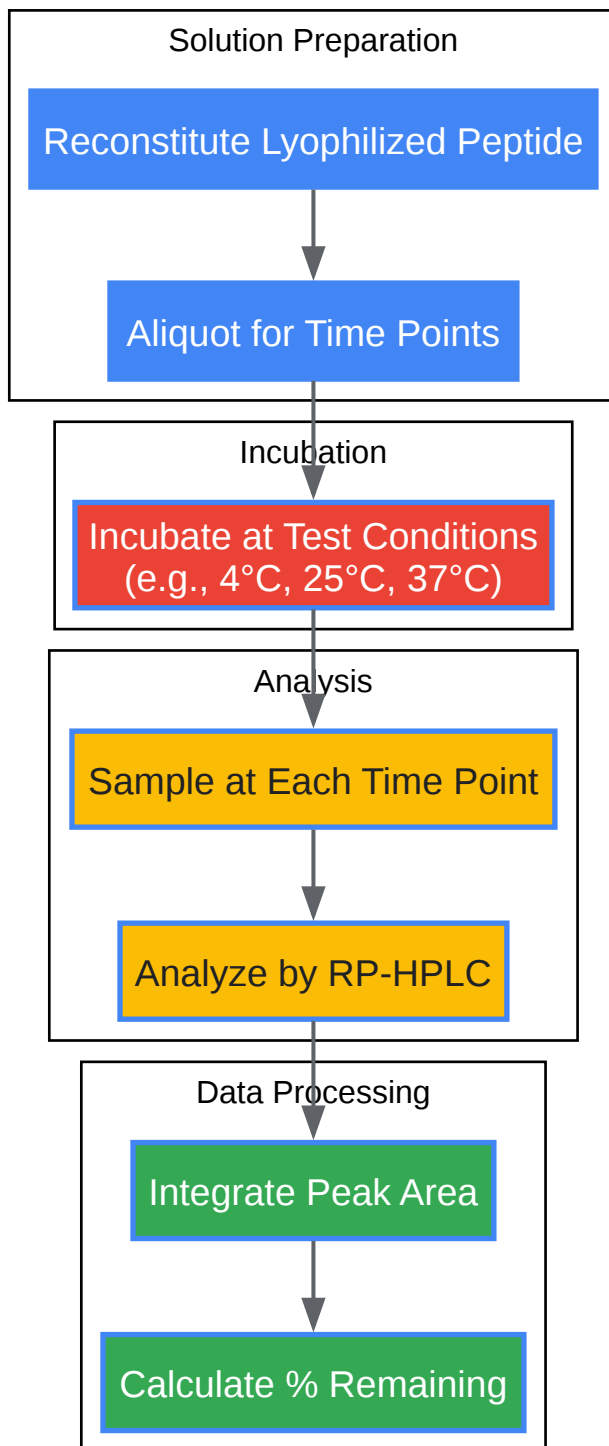 Solution Preparation
Reconstitute Lyophilized Peptide
Aliquot for Time Points
Incubation
Incubate at Test Conditions
(e.g., 4°C, 25°C, 37°C)
Analysis
Sample at Each Time Point
Analyze by RP-HPLC
Data Processing
Integrate Peak Area
Calculate % Remaining